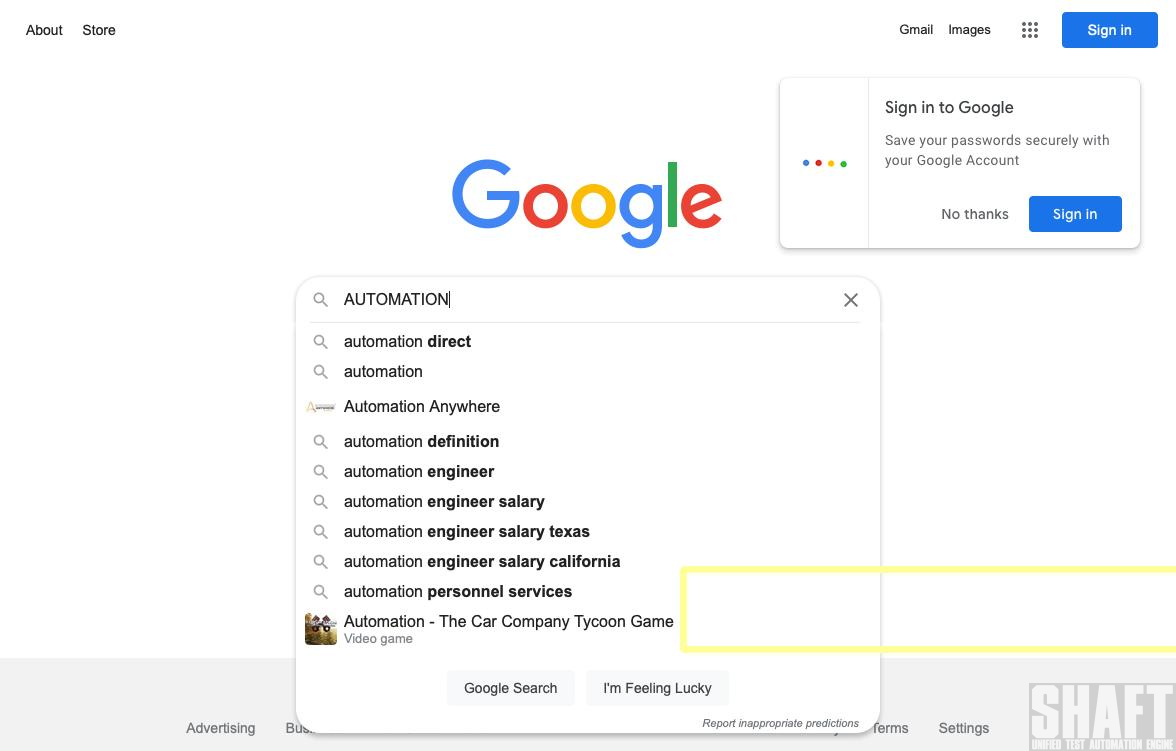 About Store
Gmail Images Sign in
Sign in to Google
Save your passwords securely with
your Google Account
No thanks Sign in
Google
AUTOMATION
automation direct
automation
Automation Anywhere
automation definition
automation engineer
automation engineer salary
automation engineer salary texas
automation engineer salary california
automation personnel services
Automation - The Car Company Tycoon Game
Video game
Google Search I'm Feeling Lucky
Report inappropriate predictions
Advertising Terms Settings
SHAFT
UNIFIED TEST AUTOMATION ENGINE